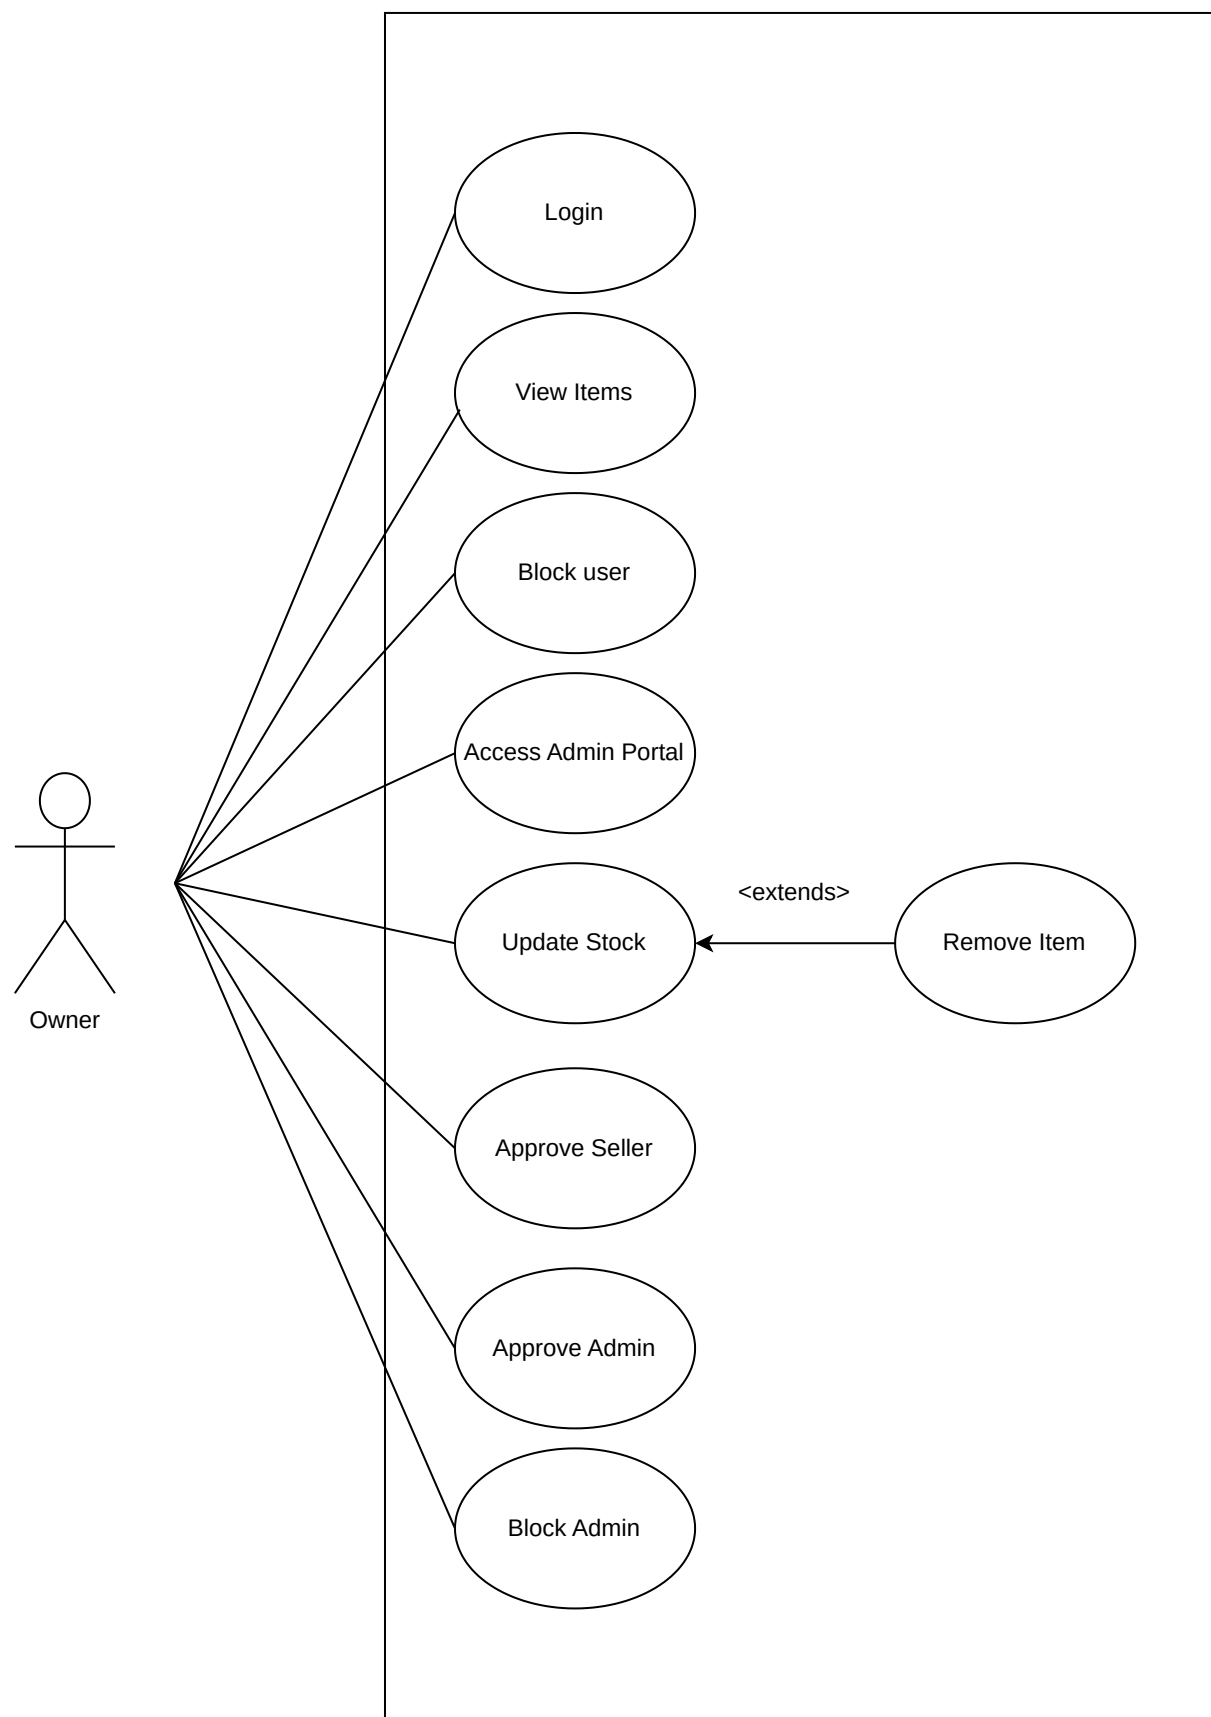 Login
View Items
Block user
Access Admin Portal
<extends>
Update Stock
Remove Item
Owner
Approve Seller
Approve Admin
Block Admin